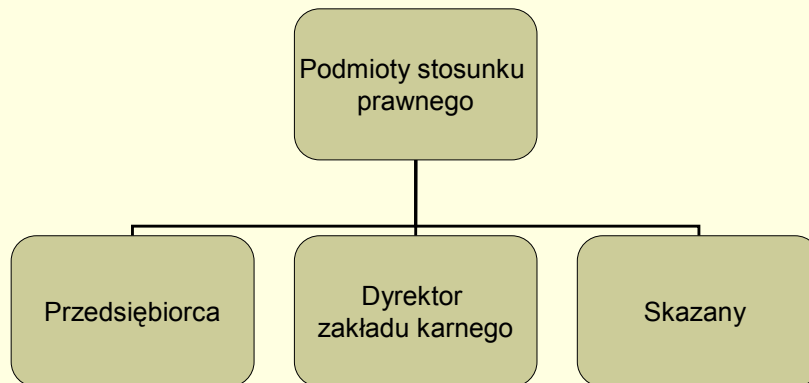 Podmioty stosunku
prawnego
Przedsiębiorca
Dyrektor
zakładu karnego
Skazany